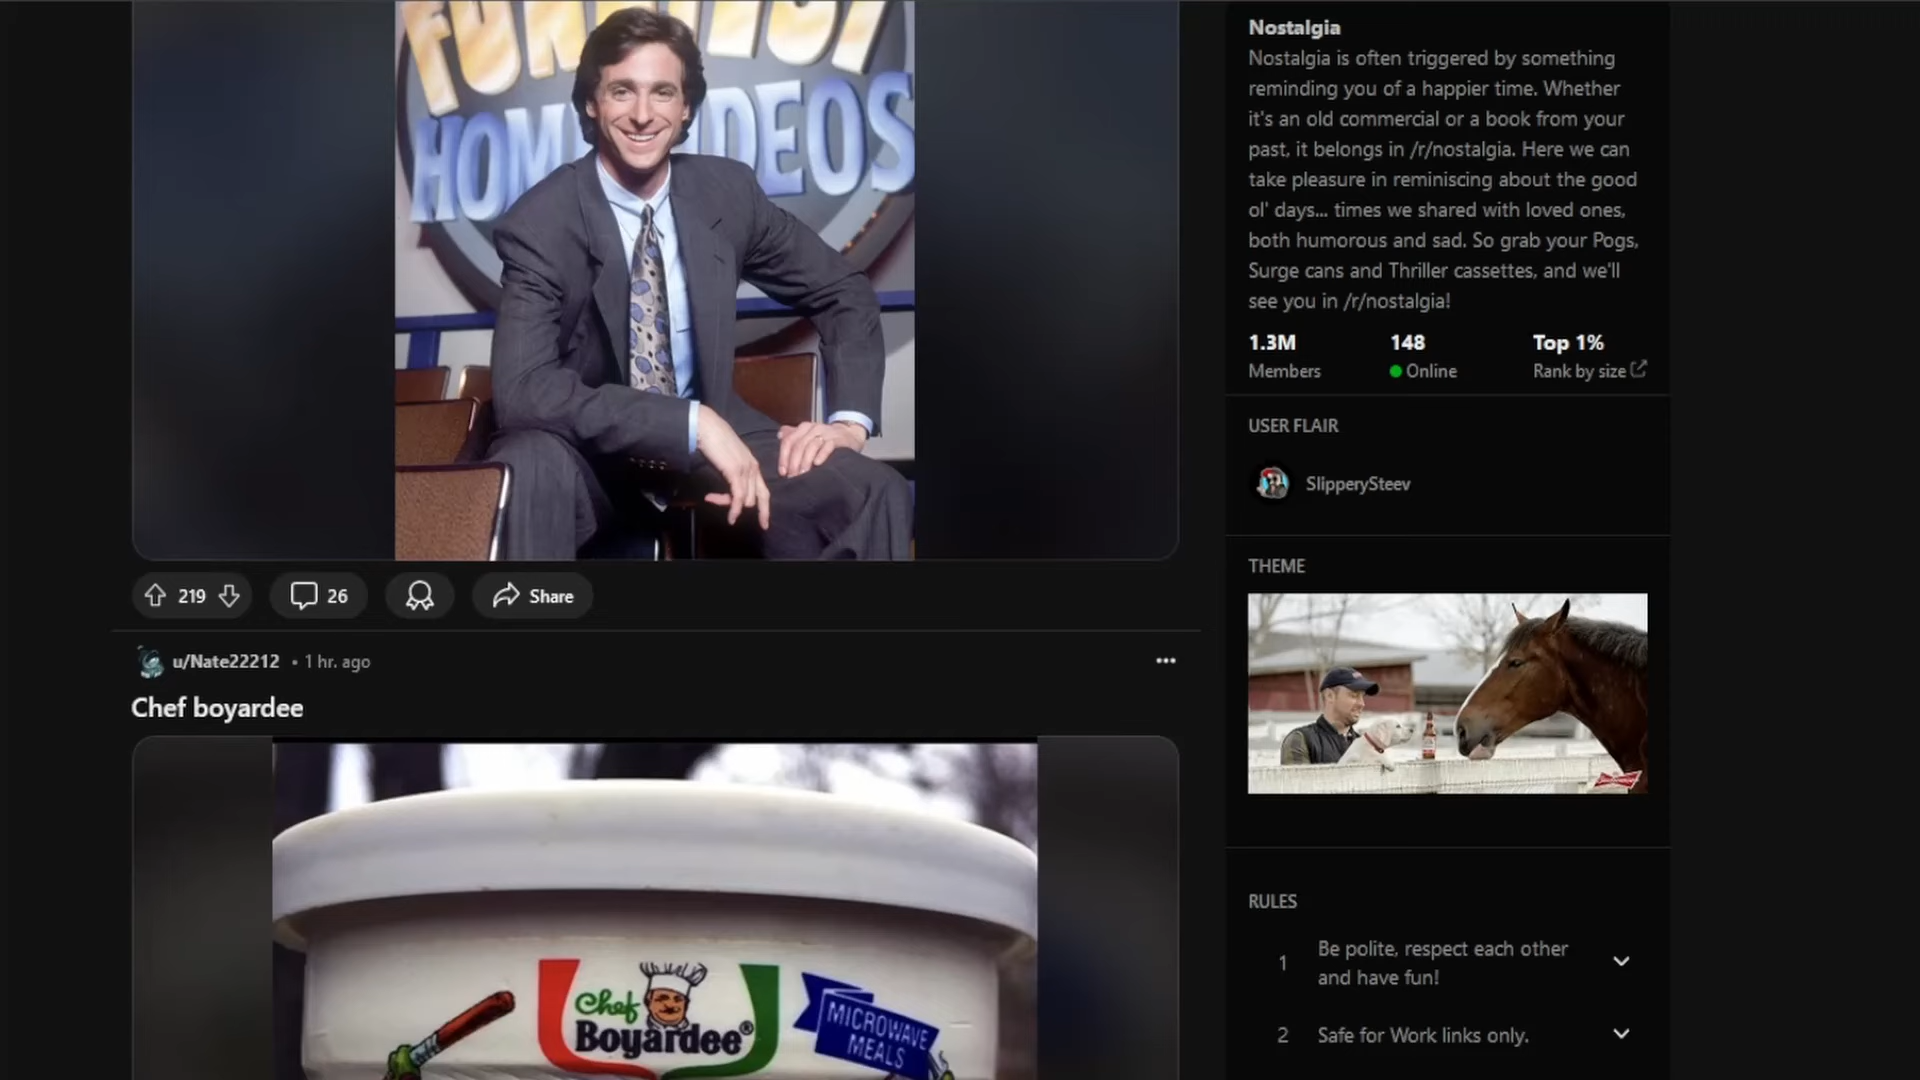 FUNNIEST
HOME VIDEOS
219
26
Share
u/Nate22212 • 1 hr. ago
Chef boyardee
Chef
Boyardee®
MICROWAVE
MEALS
Nostalgia
Nostalgia is often triggered by something
reminding you of a happier time. Whether
it's an old commercial or a book from your
past, it belongs in /r/nostalgia. Here we can
take pleasure in reminiscing about the good
ol' days... times we shared with loved ones,
both humorous and sad. So grab your Pogs,
Surge cans and Thriller cassettes, and we'll
see you in /r/nostalgia!
1.3M
Members
148
Online
Top 1%
Rank by size
USER FLAIR
SlipperySteev
THEME
RULES
1
Be polite, respect each other
and have fun!
2
Safe for Work links only.